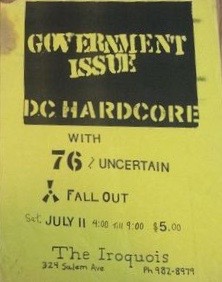 GOVERNMENT
ISSUE
DC HARDCORE
WITH
76% UNCERTAIN
FALL OUT
Sat. JULY 11 4:00 till 9:00 $5.00
The Iroquois
324 Salem Ave Ph 982-8979